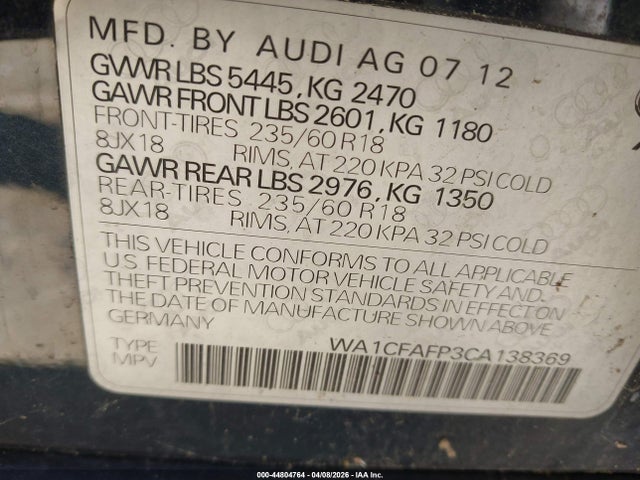 MFD. BY AUDI AG 07 12
GVWR LBS 5445, KG 2470
GAWR FRONT LBS 2601, KG 1180
FRONT-TIRES 235/60 R18
8JX18 RIMS, AT 220 KPA 32 PSI COLD
GAWR REAR LBS 2976, KG 1350
REAR-TIRES 235/60 R18
8JX18 RIMS, AT 220 KPA 32 PSI COLD
THIS VEHICLE CONFORMS TO ALL APPLICABLE
U.S. FEDERAL MOTOR VEHICLE SAFETY AND
THEFT PREVENTION STANDARDS IN EFFECT ON
THE DATE OF MANUFACTURE SHOWN ABOVE
GERMANY
TYPE WA1CFAFP3CA138369
MPV
000-44804764 - 04/08/2026 - IAA Inc.